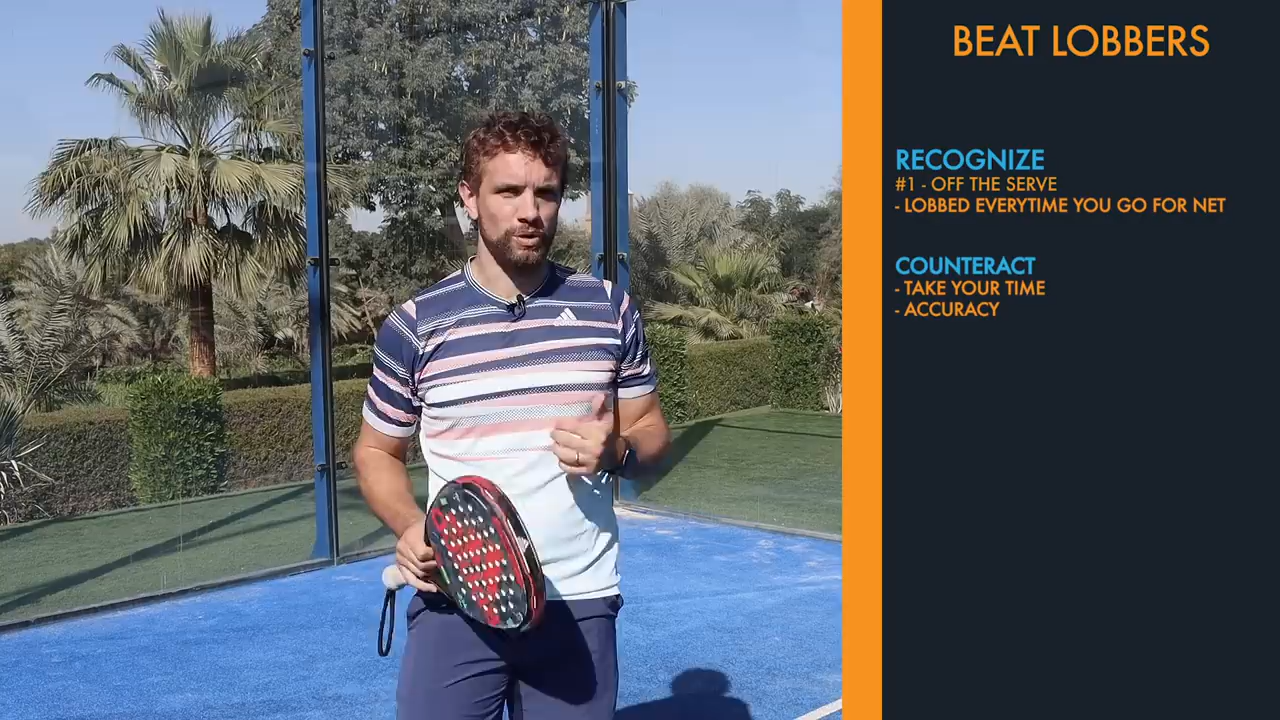 BEAT LOBBERS
RECOGNIZE
#1 - OFF THE SERVE
- LOBBED EVERYTIME YOU GO FOR NET
COUNTERACT
- TAKE YOUR TIME
- ACCURACY